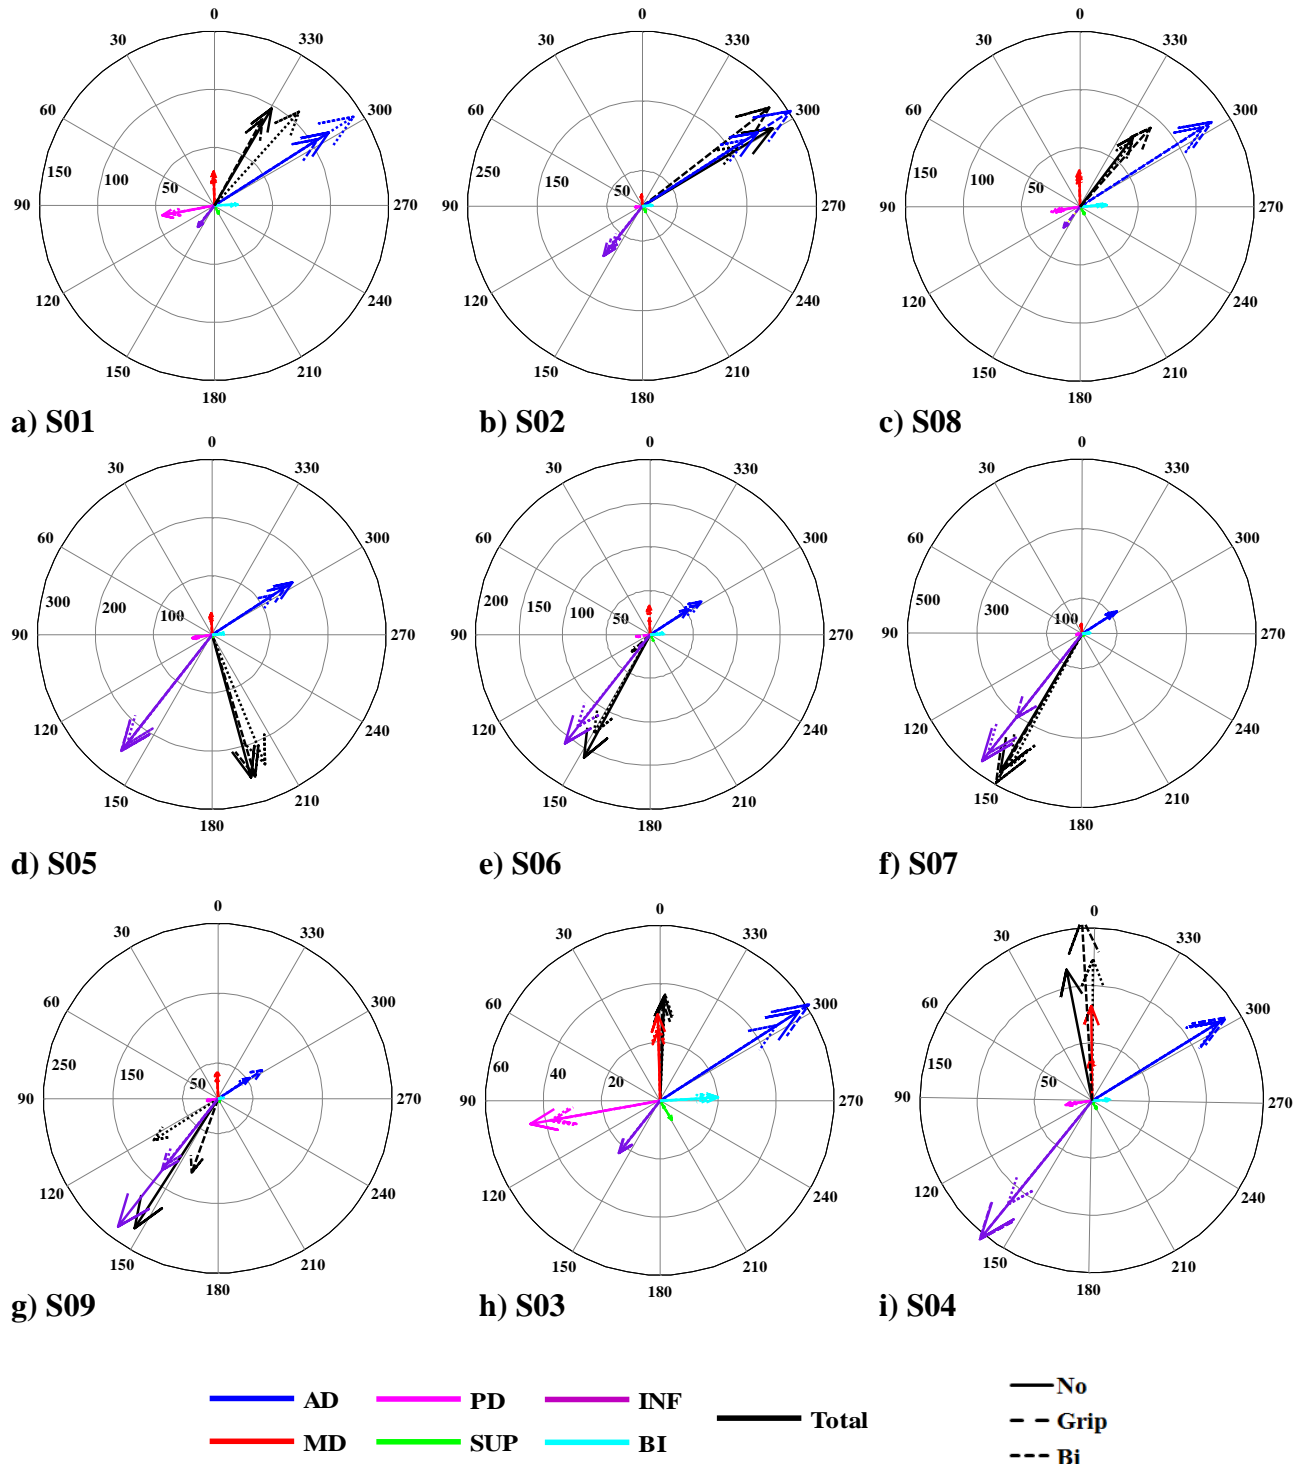 0 0 0
30 330 30 330 30 330
60 300 60 300 60 300
150 100 50 250 150 50 150 100 50
90 270 90 270 90 270
120 240 120 240 120 240
150 210 150 210 150 210
180 180 180
a) S01 b) S02 c) S08
0 0 0
30 330 30 330 30 330
60 300 60 300 60 300
300 200 100 200 150 100 50 500 300 100
90 270 90 270 90 270
120 240 120 240 120 240
150 210 150 210 150 210
180 180 180
d) S05 e) S06 f) S07
0 0 0
30 330 30 330 30 330
60 300 60 300 60 300
250 150 50 60 40 20 150 100 50
90 270 90 270 90 270
120 240 120 240 120 240
150 210 150 210 150 210
180 180 180
g) S09 h) S03 i) S04
AD PD INF Total No
MD SUP BI Grip
Bi